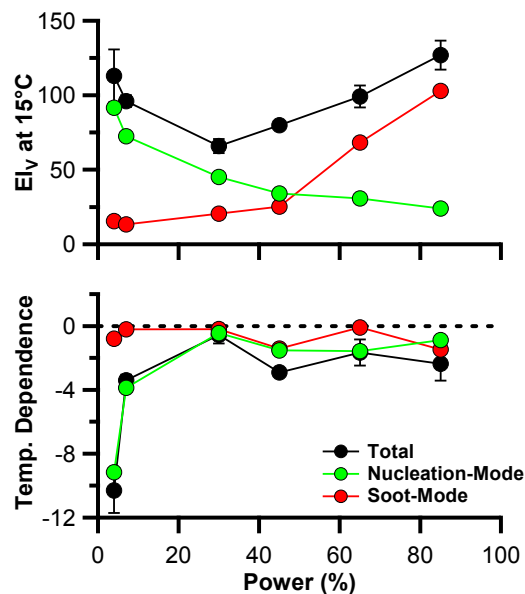 150
100
50
0
EIV at 15°C
0
-4
-8
-12
Temp. Dependence
Total
Nucleation-Mode
Soot-Mode
0 20 40 60 80 100
Power (%)